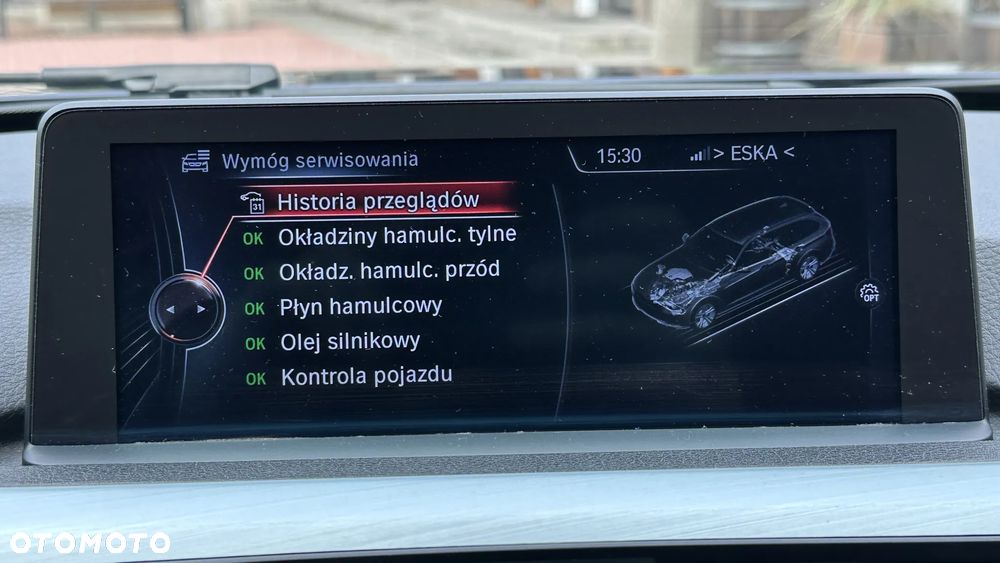 Wymóg serwisowania
15:30
> ESKA <
31 Historia przeglądów
OK Okładziny hamulc. tylne
OK Okładz. hamulc. przód
OK Płyn hamulcowy
OK Olej silnikowy
OK Kontrola pojazdu
OPT
OTOMOTO